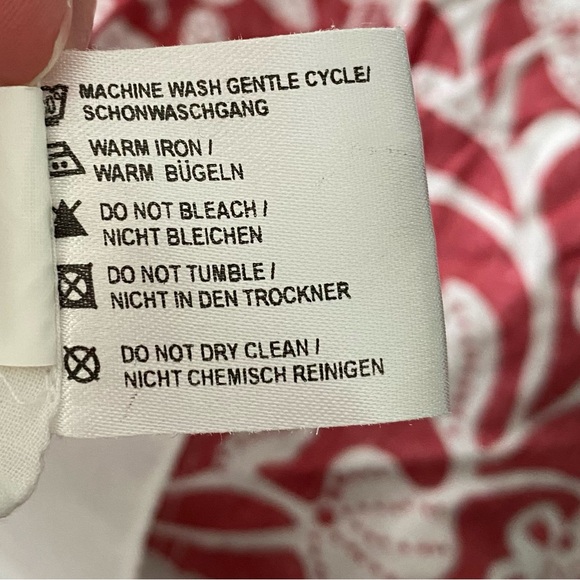 MACHINE WASH GENTLE CYCLE/
SCHONWASCHGANG
WARM IRON /
WARM BÜGELN
DO NOT BLEACH /
NICHT BLEICHEN
DO NOT TUMBLE /
NICHT IN DEN TROCKNER
DO NOT DRY CLEAN /
NICHT CHEMISCH REINIGEN